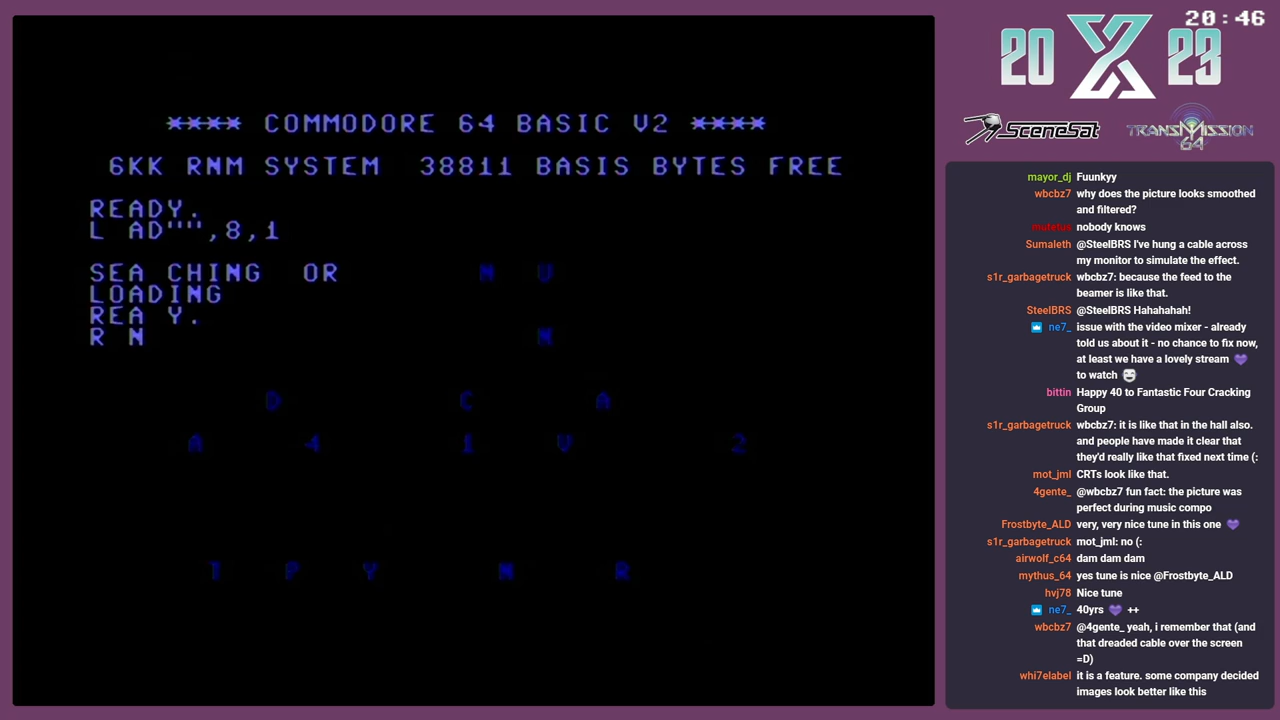 20:46
20 X 23
SCENESAT
TRANSMISSION 64
**** COMMODORE 64 BASIC V2 ****
6KK RNM SYSTEM 38811 BASIS BYTES FREE
READY.
L AD"",8,1
SEA CHING OR N U
LOADING
REA Y.
R N N
D C A
A 4 1 V 2
I P Y N R
mayor_dj Fuunkyy
wbcbz7 why does the picture looks smoothed
and filtered?
mutetus nobody knows
Sumaleth @SteelBRS I've hung a cable across
my monitor to simulate the effect.
s1r_garbagetruck wbcbz7: because the feed to the
beamer is like that.
SteelBRS @SteelBRS Hahahahah!
ne7_ issue with the video mixer - already
told us about it - no chance to fix now,
at least we have a lovely stream 💜
to watch 😁
bittin Happy 40 to Fantastic Four Cracking
Group
s1r_garbagetruck wbcbz7: it is like that in the hall also.
and people have made it clear that
they'd really like that fixed next time (:
mot_jml CRTs look like that.
4gente_ @wbcbz7 fun fact: the picture was
perfect during music compo
Frostbyte_ALD very, very nice tune in this one 💜
s1r_garbagetruck mot_jml: no (:
airwolf_c64 dam dam dam
mythus_64 yes tune is nice @Frostbyte_ALD
hvj78 Nice tune
ne7_ 40yrs 💜 ++
wbcbz7 @4gente_ yeah, i remember that (and
that dreaded cable over the screen
=D)
whi7elabel it is a feature. some company decided
images look better like this